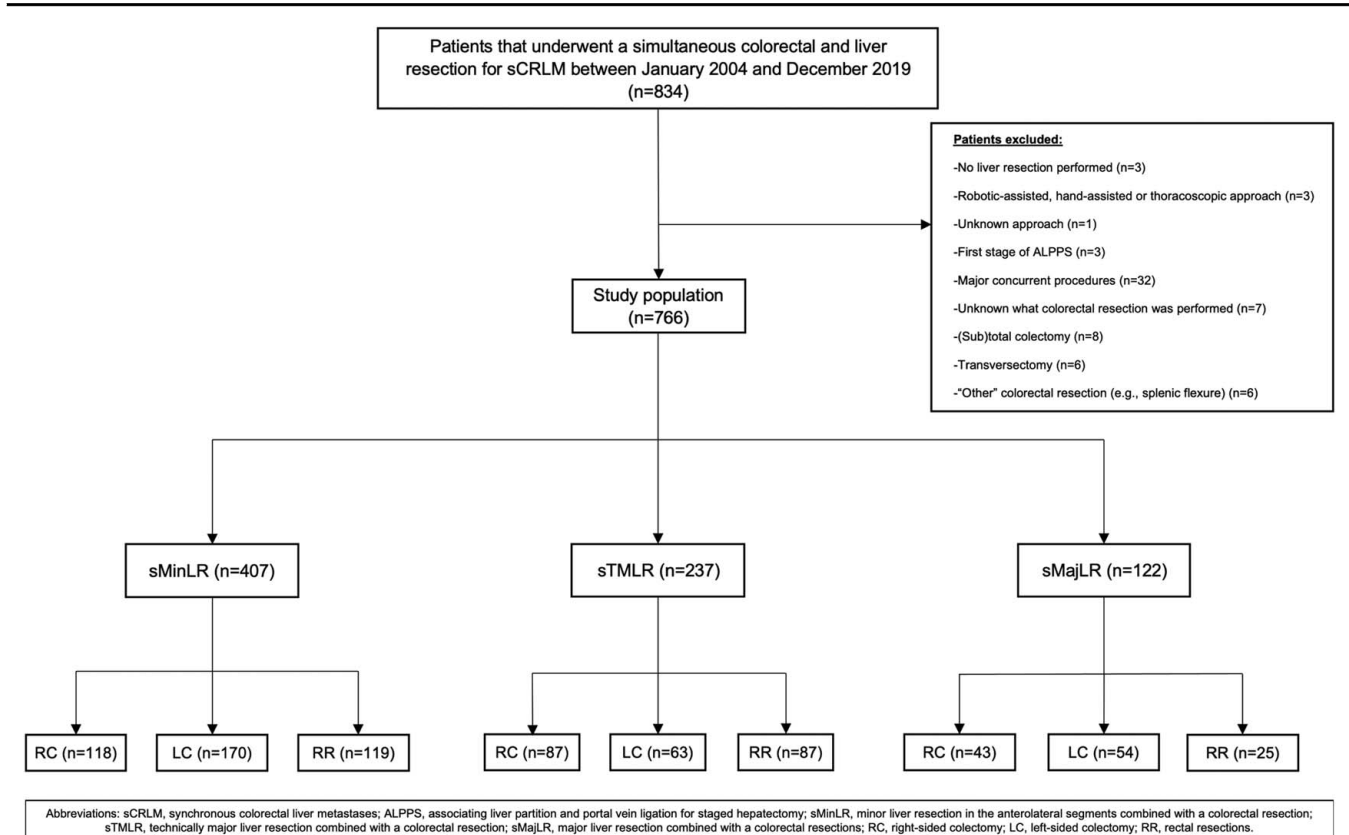 Patients that underwent a simultaneous colorectal and liver
resection for sCRLM between January 2004 and December 2019
(n=834)
Patients excluded:
-No liver resection performed (n=3)
-Robotic-assisted, hand-assisted or thoracoscopic approach (n=3)
-Unknown approach (n=1)
-First stage of ALPPS (n=3)
-Major concurrent procedures (n=32)
-Unknown what colorectal resection was performed (n=7)
-(Sub)total colectomy (n=8)
-Transversectomy (n=6)
-“Other” colorectal resection (e.g., splenic flexure) (n=6)
Study population
(n=766)
sMinLR (n=407)
sTMLR (n=237)
sMajLR (n=122)
RC (n=118)
LC (n=170)
RR (n=119)
RC (n=87)
LC (n=63)
RR (n=87)
RC (n=43)
LC (n=54)
RR (n=25)
Abbreviations: sCRLM, synchronous colorectal liver metastases; ALPPS, associating liver partition and portal vein ligation for staged hepatectomy; sMinLR, minor liver resection in the anterolateral segments combined with a colorectal resection;
sTMLR, technically major liver resection combined with a colorectal resection; sMajLR, major liver resection combined with a colorectal resections; RC, right-sided colectomy; LC, left-sided colectomy; RR, rectal resections.